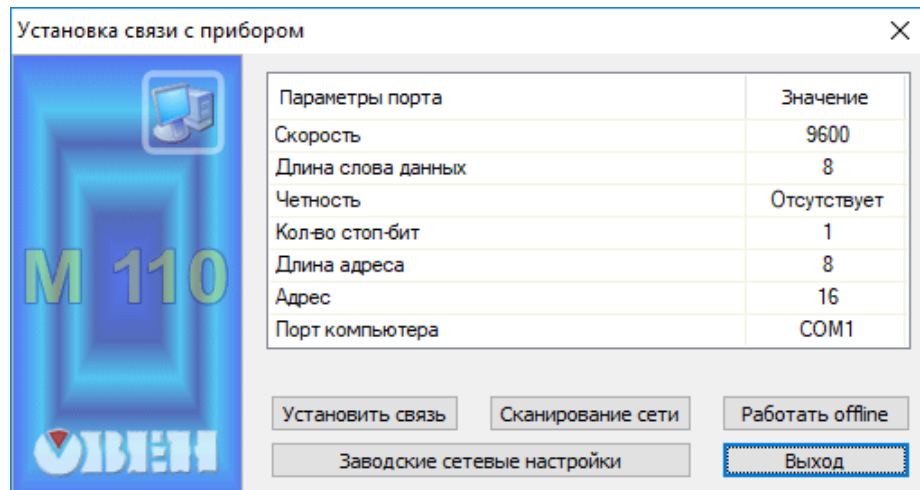 Установка связи с прибором
М 110
ОВЕН
Параметры порта Значение
Скорость 9600
Длина слова данных 8
Четность Отсутствует
Кол-во стоп-бит 1
Длина адреса 8
Адрес 16
Порт компьютера COM1
Установить связь Сканирование сети Работать offline
Заводские сетевые настройки Выход